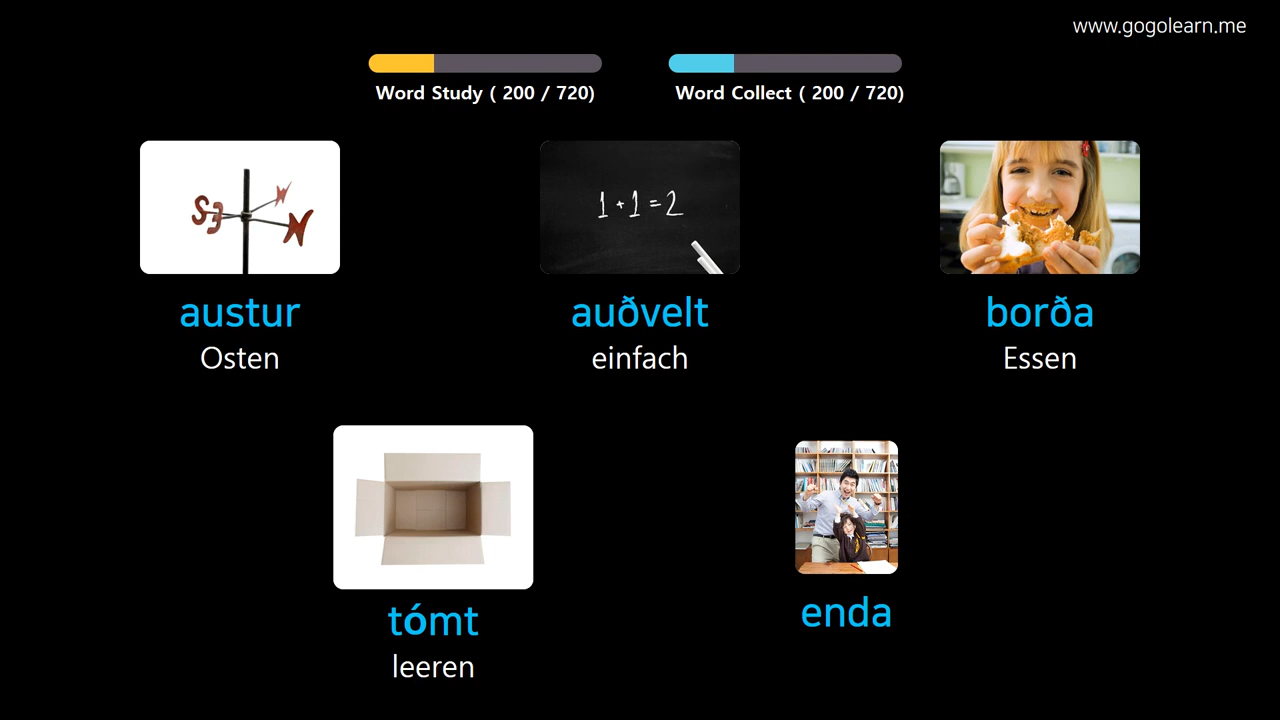 www.gogolearn.me
Word Study ( 200 / 720)
Word Collect ( 200 / 720)
S E N W
1 + 1 = 2
austur
auðvelt
borða
Osten
einfach
Essen
tómt
enda
leeren